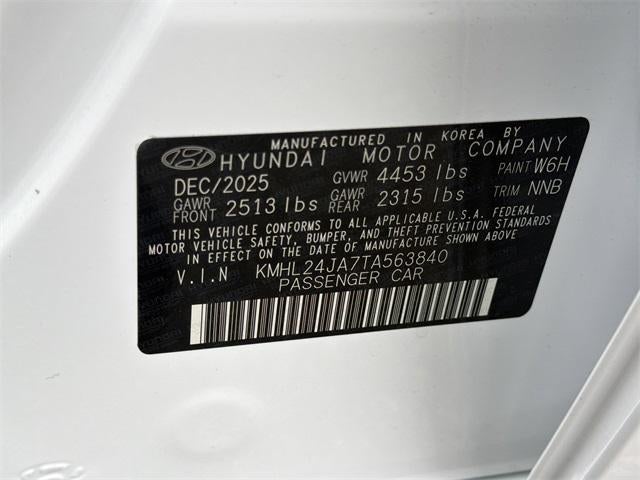 MANUFACTURED IN KOREA BY
HYUNDAI MOTOR COMPANY
DEC/2025 GVWR 4453 lbs PAINT W6H
GAWR FRONT 2513 lbs GAWR REAR 2315 lbs TRIM NNB
THIS VEHICLE CONFORMS TO ALL APPLICABLE U.S.A. FEDERAL
MOTOR VEHICLE SAFETY, BUMPER, AND THEFT PREVENTION STANDARDS
IN EFFECT ON THE DATE OF MANUFACTURE SHOWN ABOVE.
V.I.N KMHL24JA7TA563840
PASSENGER CAR